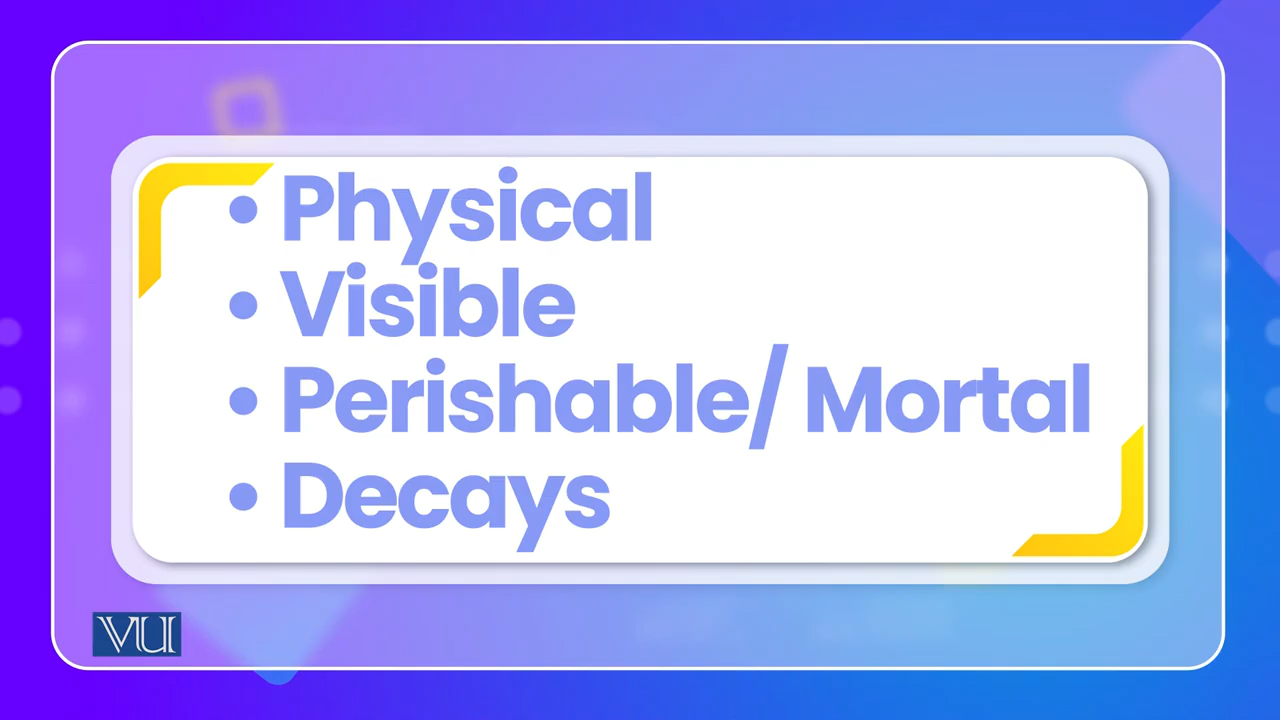 • Physical
• Visible
• Perishable/ Mortal
• Decays
VU